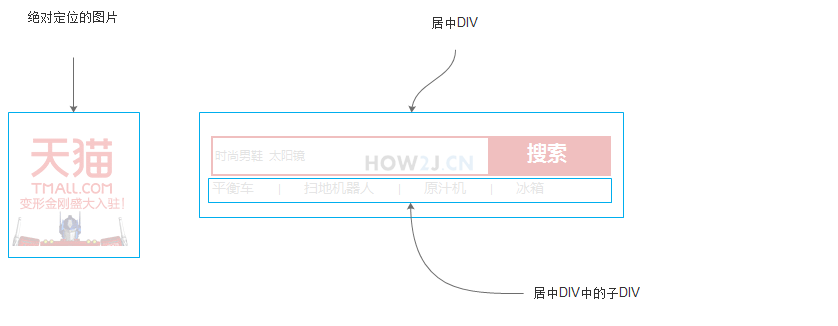 绝对定位的图片
居中DIV
天猫
TMALL.COM
变形金刚盛大入驻!
时尚男鞋 太阳镜
HOW2J.CN
搜索
平衡车 | 扫地机器人 | 原汁机 | 冰箱
居中DIV中的子DIV